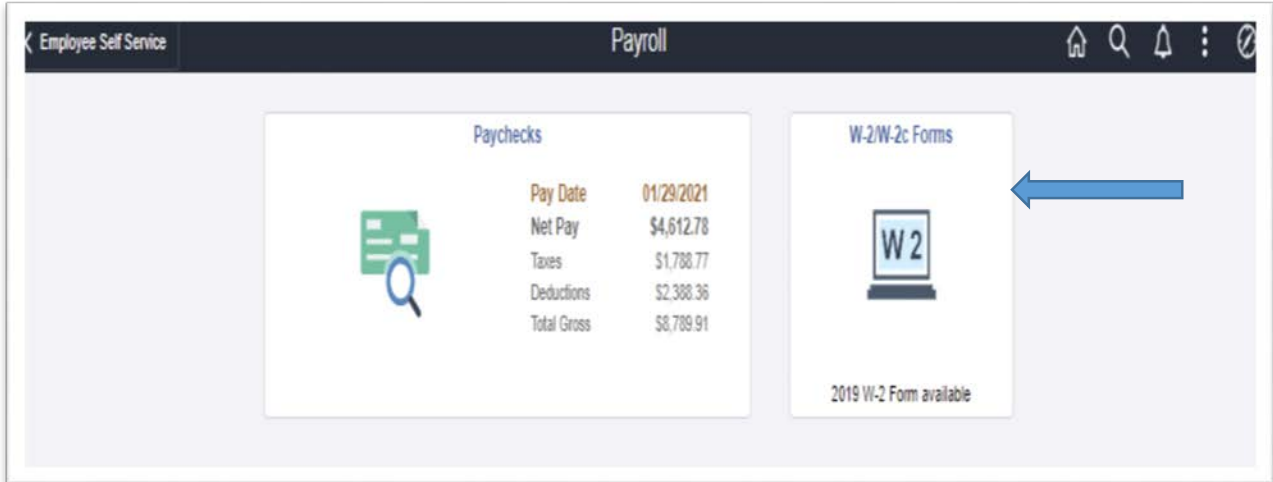 Employee Self Service
Payroll
Paychecks
Pay Date 01/29/2021
Net Pay $4,612.78
Taxes $1,788.77
Deductions $2,388.36
Total Gross $8,789.91
W-2/W-2c Forms
W 2
2019 W-2 Form available